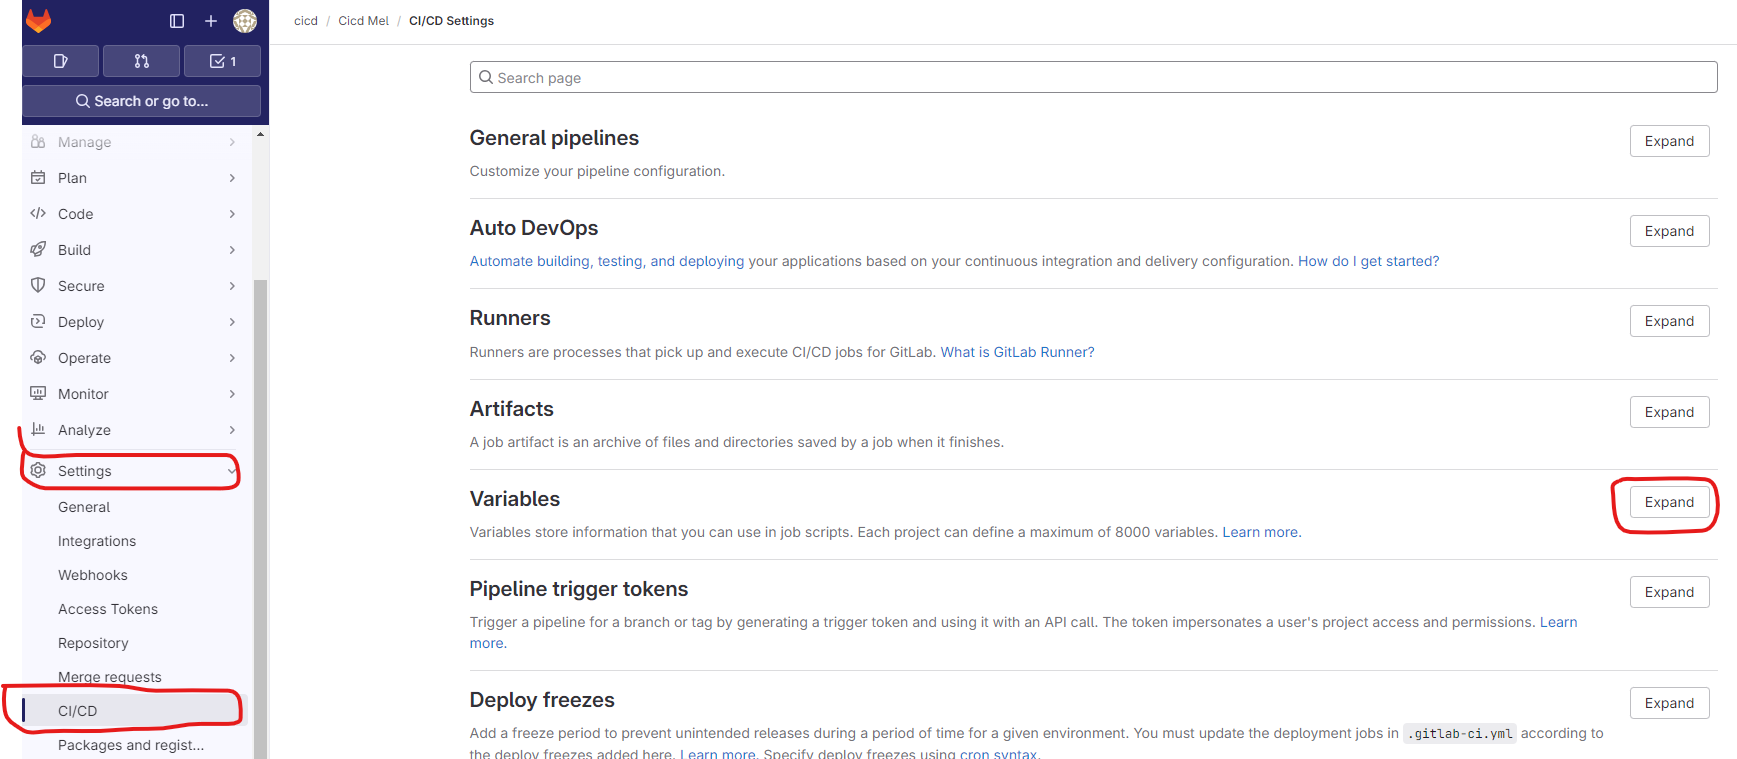 cicd / Cicd Mel / CI/CD Settings
1
Search or go to...
Manage
Plan
Code
Build
Secure
Deploy
Operate
Monitor
Analyze
Settings
General
Integrations
Webhooks
Access Tokens
Repository
Merge requests
CI/CD
Packages and regist...
Search page
General pipelines
Expand
Customize your pipeline configuration.
Auto DevOps
Expand
Automate building, testing, and deploying your applications based on your continuous integration and delivery configuration. How do I get started?
Runners
Expand
Runners are processes that pick up and execute CI/CD jobs for GitLab. What is GitLab Runner?
Artifacts
Expand
A job artifact is an archive of files and directories saved by a job when it finishes.
Variables
Expand
Variables store information that you can use in job scripts. Each project can define a maximum of 8000 variables. Learn more.
Pipeline trigger tokens
Expand
Trigger a pipeline for a branch or tag by generating a trigger token and using it with an API call. The token impersonates a user's project access and permissions. Learn
more.
Deploy freezes
Expand
Add a freeze period to prevent unintended releases during a period of time for a given environment. You must update the deployment jobs in .gitlab-ci.yml according to
the deploy freezes added here. Learn more. Specify deploy freezes using cron syntax.